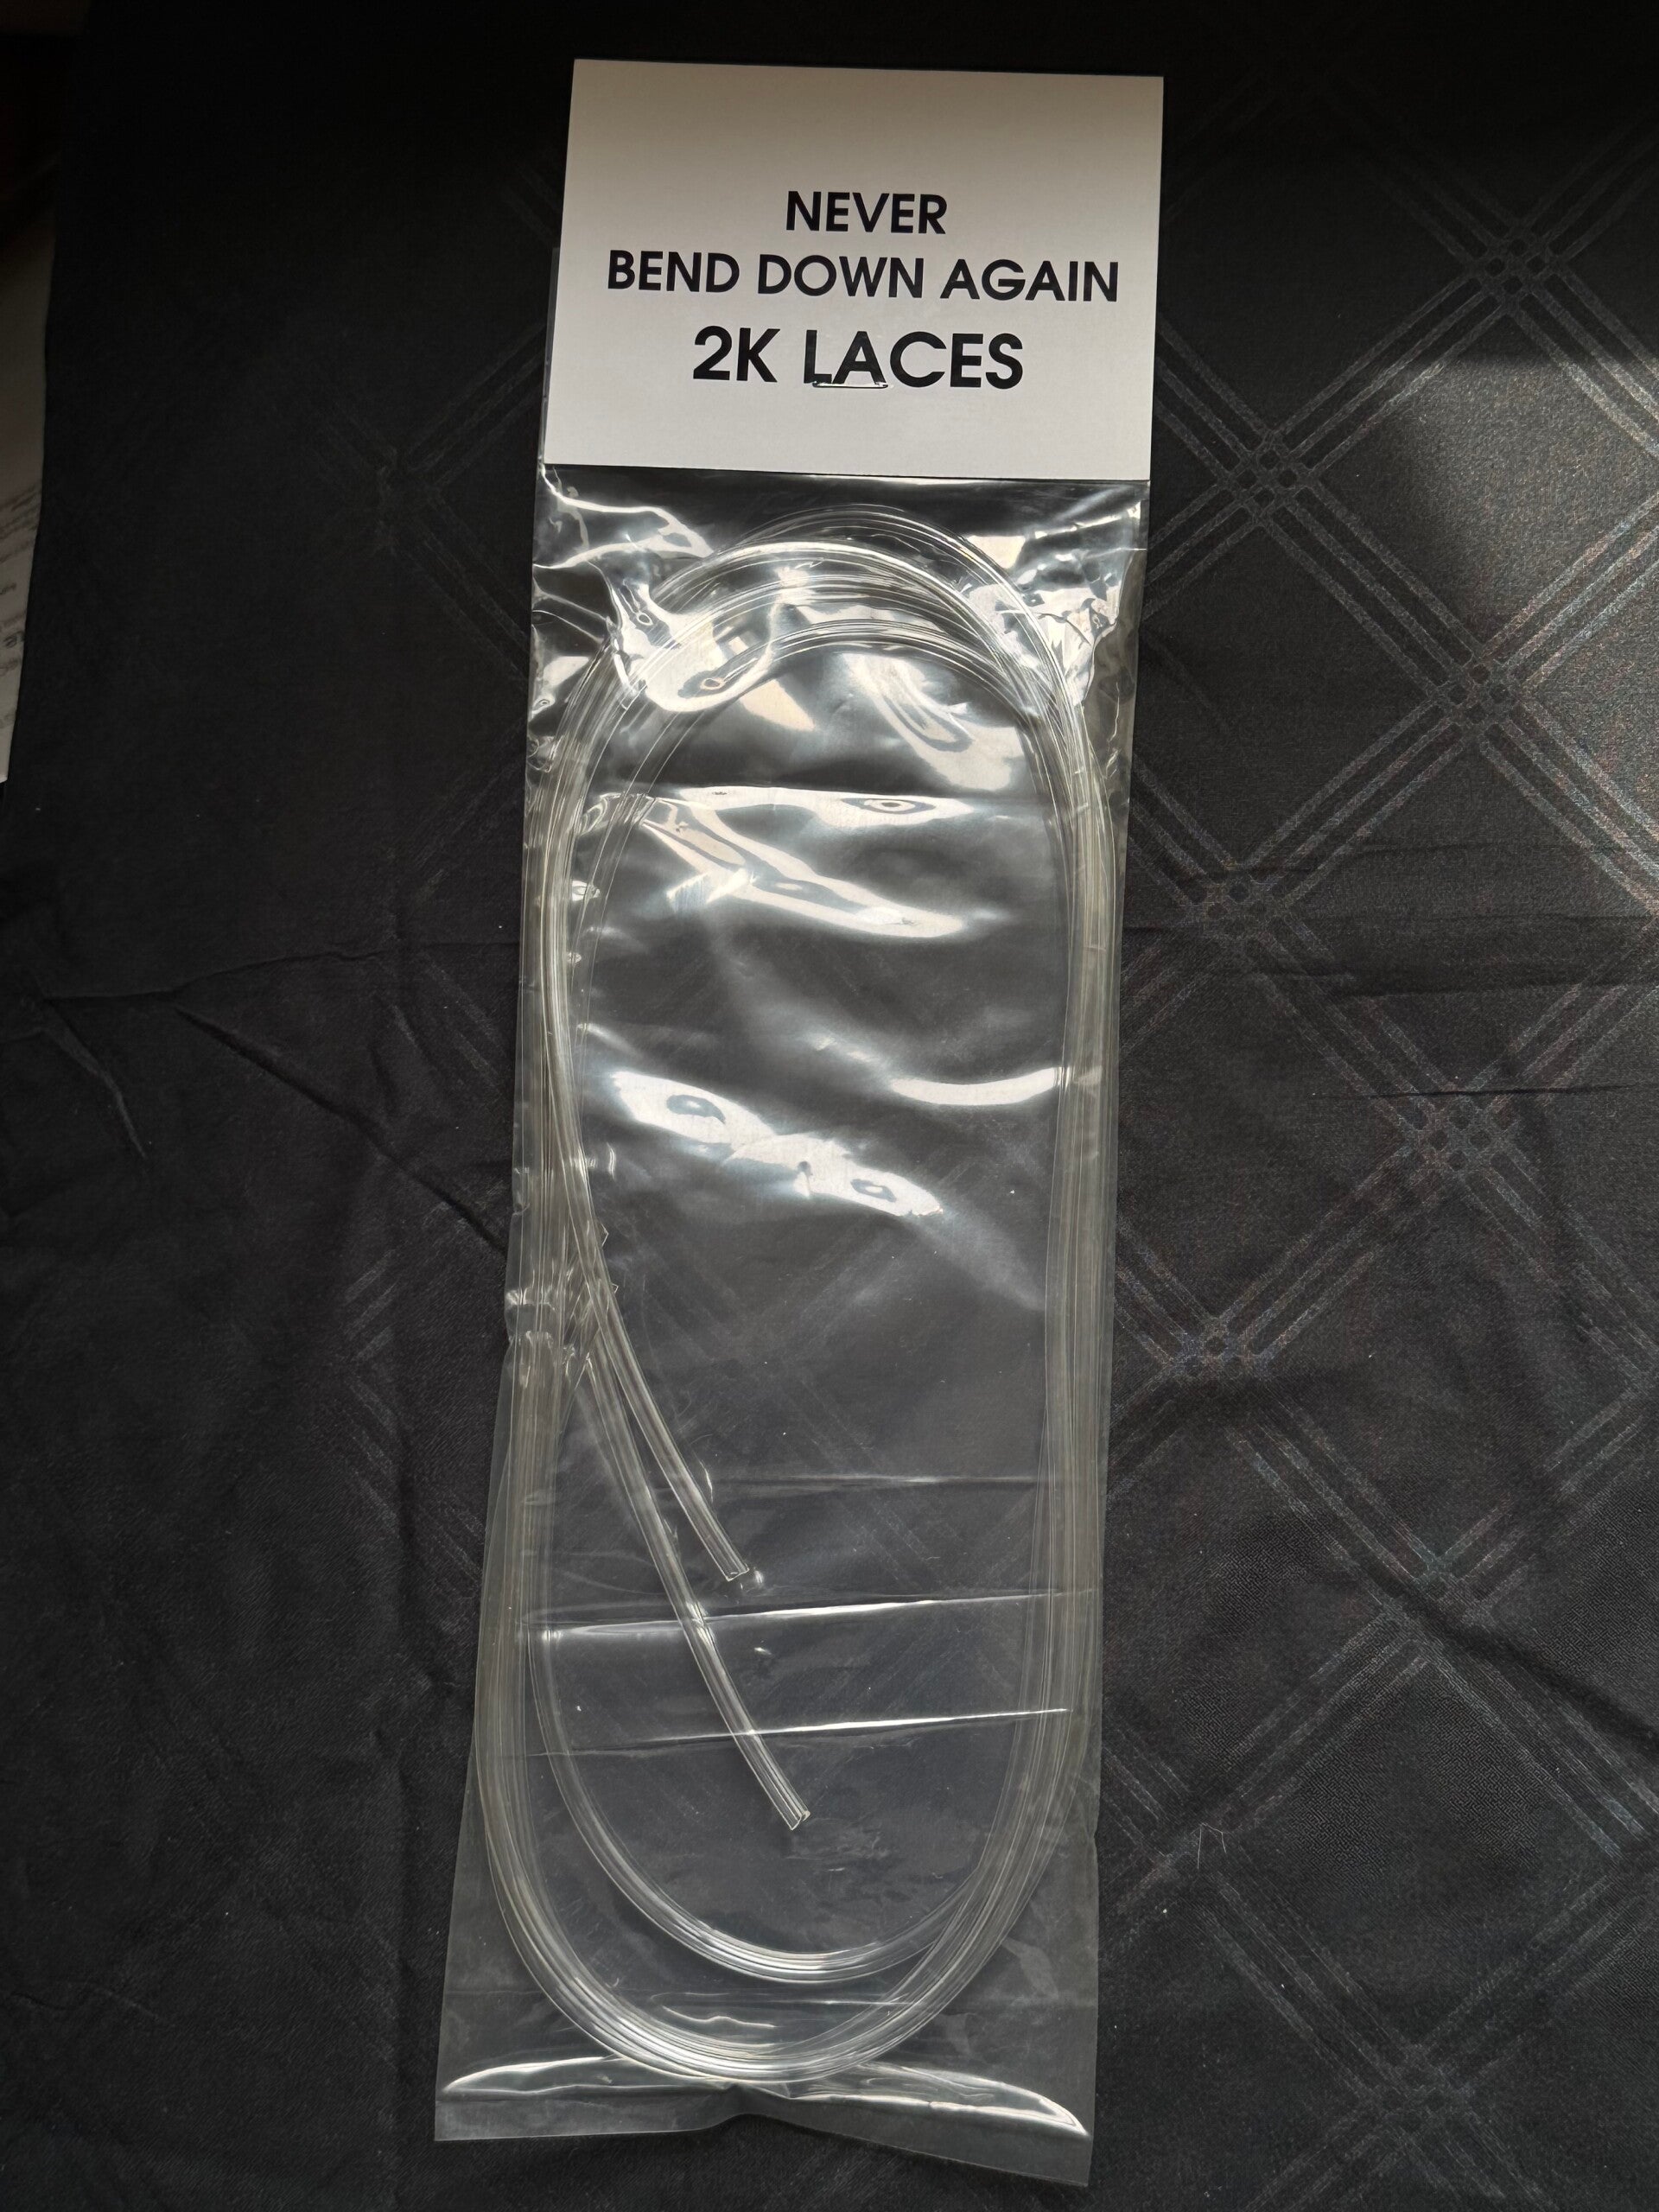 NEVER
BEND DOWN AGAIN
2K LACES